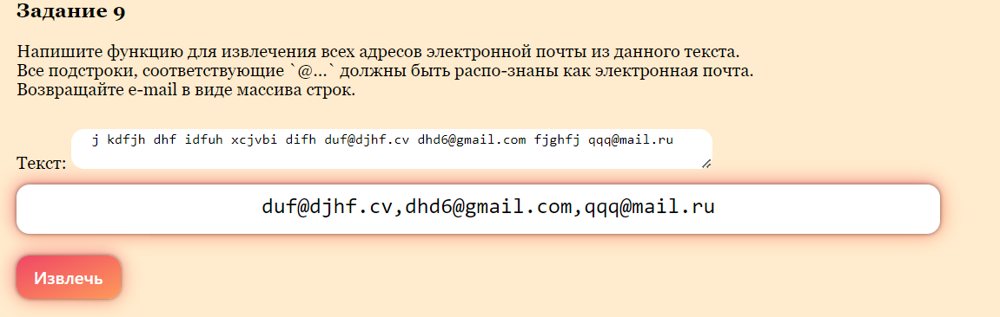 Задание 9
Напишите функцию для извлечения всех адресов электронной почты из данного текста.
Все подстроки, соответствующие `@...` должны быть распо-знаны как электронная почта.
Возвращайте e-mail в виде массива строк.
j kdfjh dhf idfuh xcjvbi difh duf@djhf.cv dhd6@gmail.com fjghfj qqq@mail.ru
Текст:
duf@djhf.cv,dhd6@gmail.com,qqq@mail.ru
Извлечь